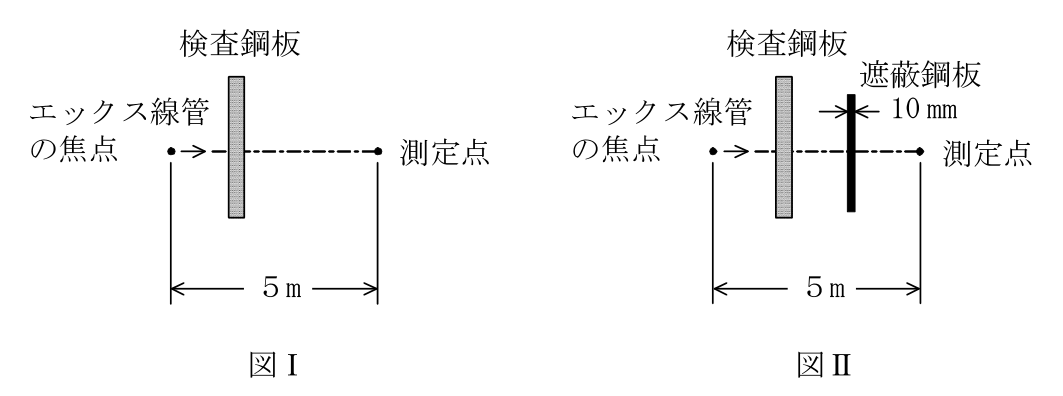 検査鋼板
エックス線管
の焦点
測定点
5m
図Ⅰ
検査鋼板
遮蔽鋼板
10mm
エックス線管
の焦点
測定点
5m
図Ⅱ